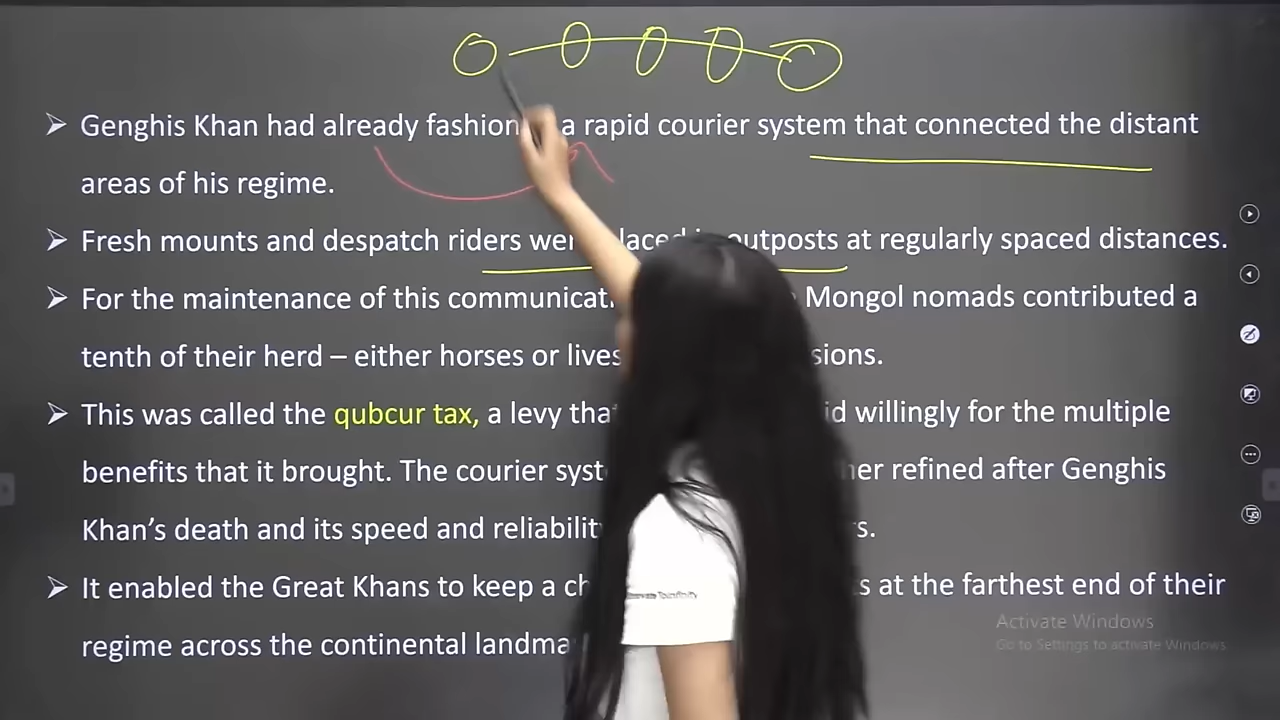 ➢ Genghis Khan had already fashion a rapid courier system that connected the distant
areas of his regime.
➢ Fresh mounts and despatch riders wer laced i outposts at regularly spaced distances.
➢ For the maintenance of this communicati Mongol nomads contributed a
tenth of their herd – either horses or lives sions.
➢ This was called the qubcur tax, a levy that id willingly for the multiple
benefits that it brought. The courier syste her refined after Genghis
Khan's death and its speed and reliability s.
➢ It enabled the Great Khans to keep a ch s at the farthest end of their
Activate Windows
regime across the continental landma
Go to Settings to activate Windows